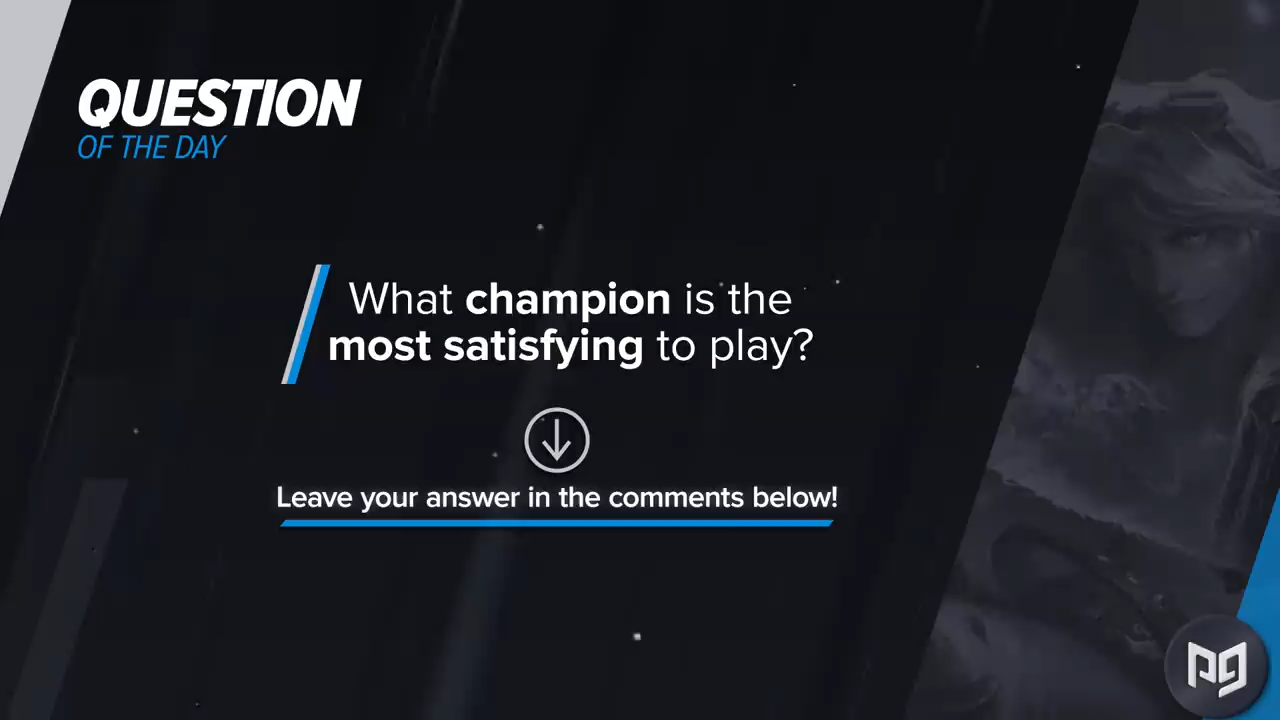 QUESTION
OF THE DAY
What champion is the
most satisfying to play?
Leave your answer in the comments below!
pg